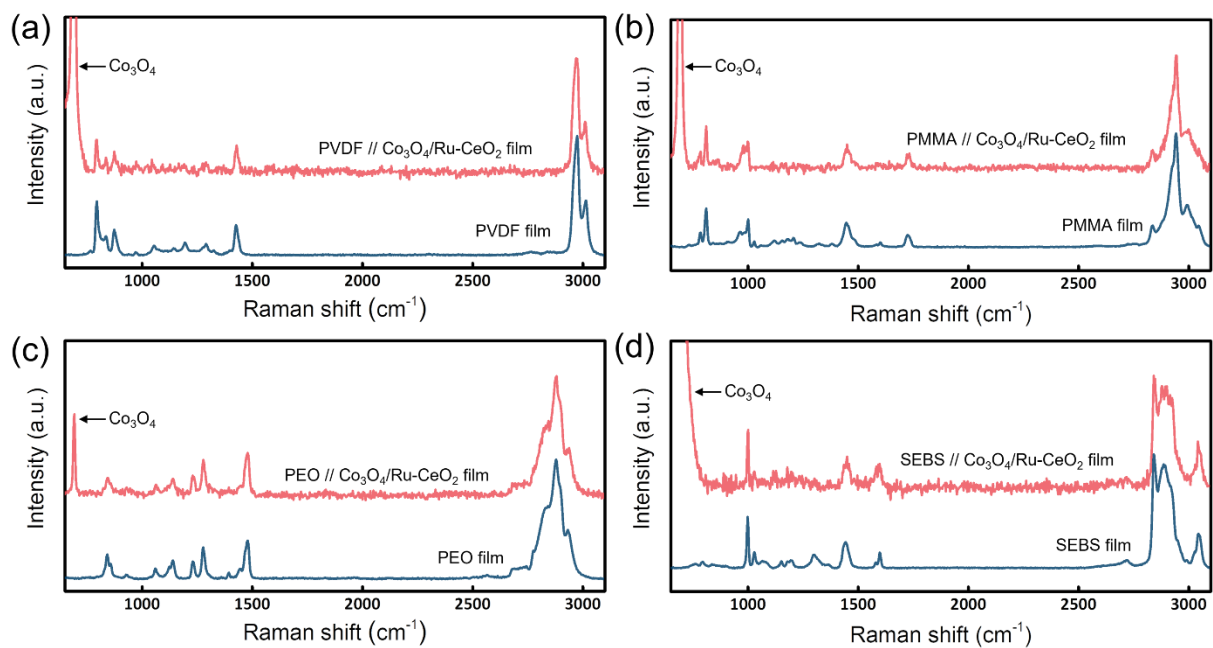 (a)
Intensity (a.u.)
Co₃O₄
PVDF // Co₃O₄/Ru-CeO₂ film
PVDF film
1000 1500 2000 2500 3000
Raman shift (cm⁻¹)
(b)
Intensity (a.u.)
Co₃O₄
PMMA // Co₃O₄/Ru-CeO₂ film
PMMA film
1000 1500 2000 2500 3000
Raman shift (cm⁻¹)
(c)
Intensity (a.u.)
Co₃O₄
PEO // Co₃O₄/Ru-CeO₂ film
PEO film
1000 1500 2000 2500 3000
Raman shift (cm⁻¹)
(d)
Intensity (a.u.)
Co₃O₄
SEBS // Co₃O₄/Ru-CeO₂ film
SEBS film
1000 1500 2000 2500 3000
Raman shift (cm⁻¹)